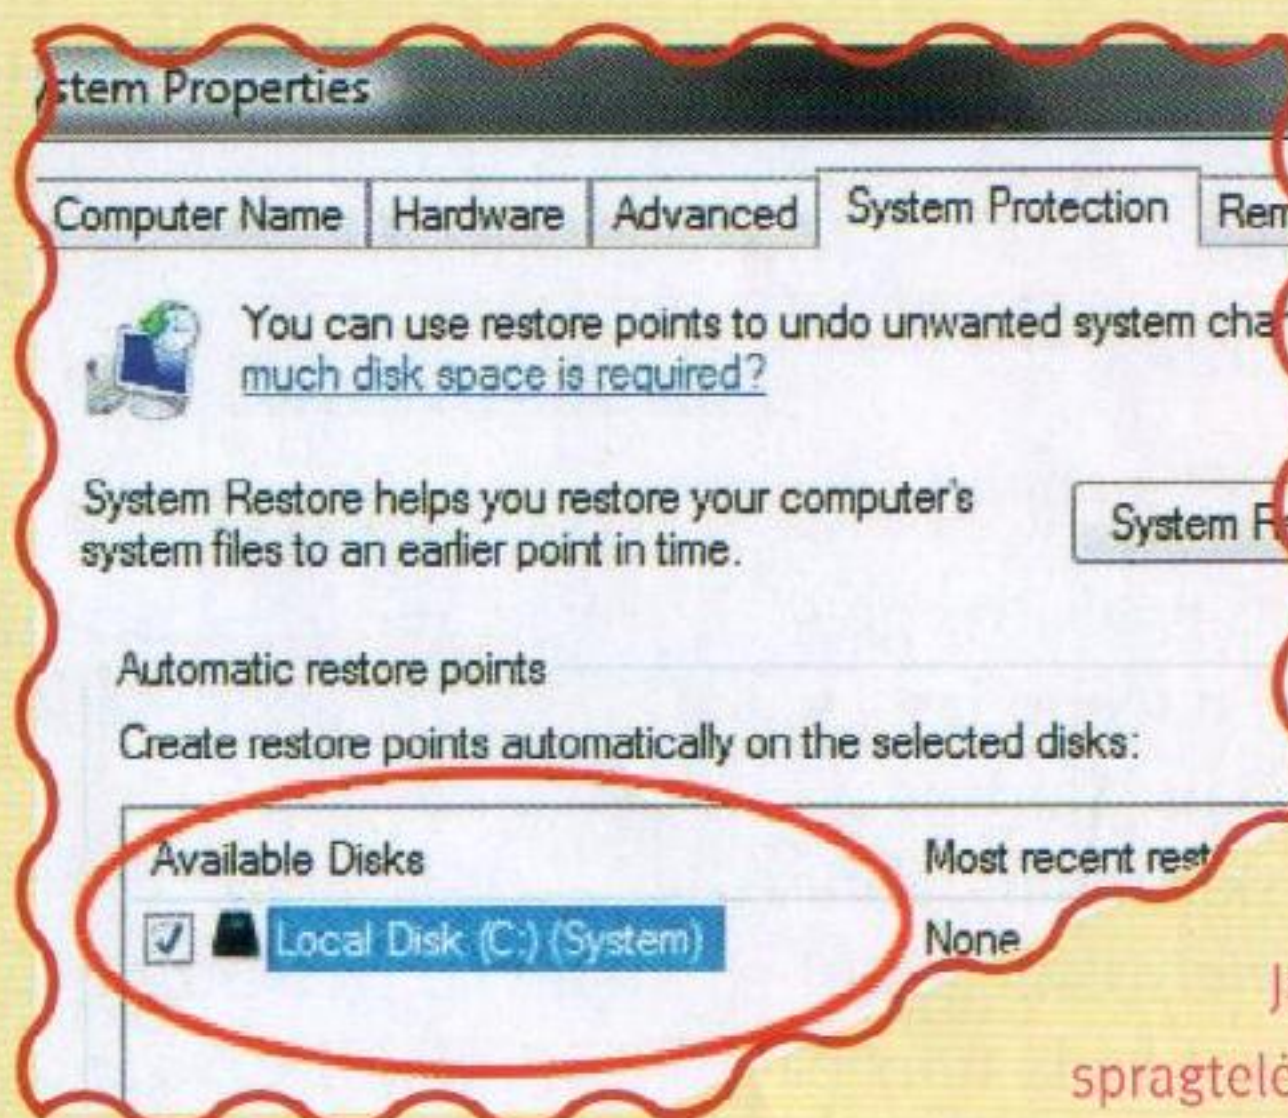 stem Properties
Computer Name Hardware Advanced System Protection Rem
You can use restore points to undo unwanted system cha
much disk space is required?
System Restore helps you restore your computer's
system files to an earlier point in time.
System R
Automatic restore points
Create restore points automatically on the selected disks:
Available Disks Most recent rest
Local Disk (C:) (System) None
spragtelė